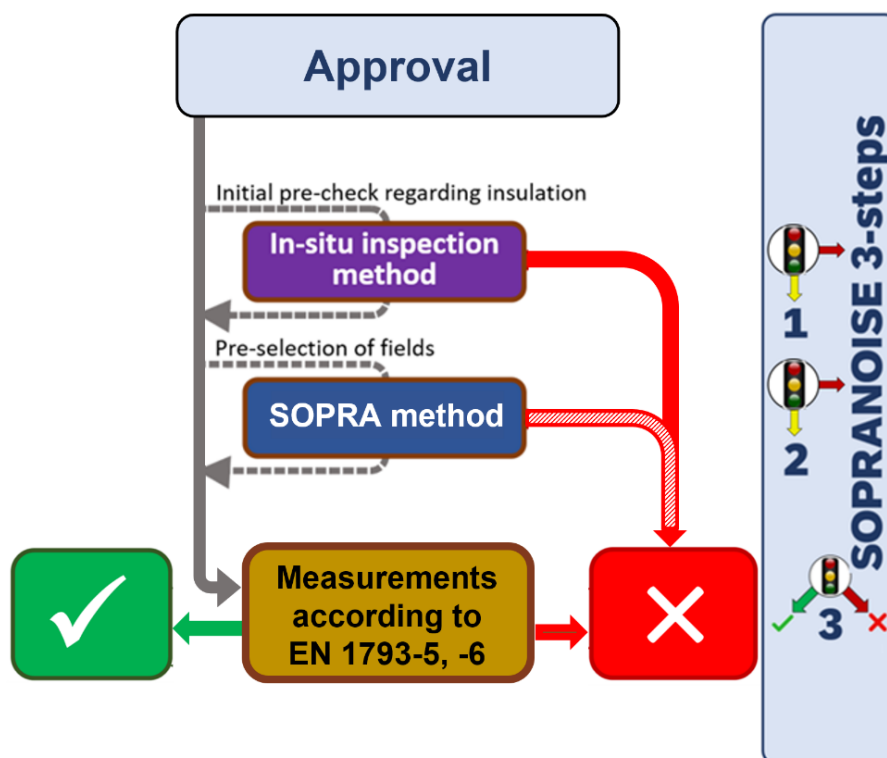 Approval
Initial pre-check regarding insulation
In-situ inspection
method
Pre-selection of fields
SOPRA method
Measurements
according to
EN 1793-5, -6
SOPRANOISE 3-steps
1
2
3